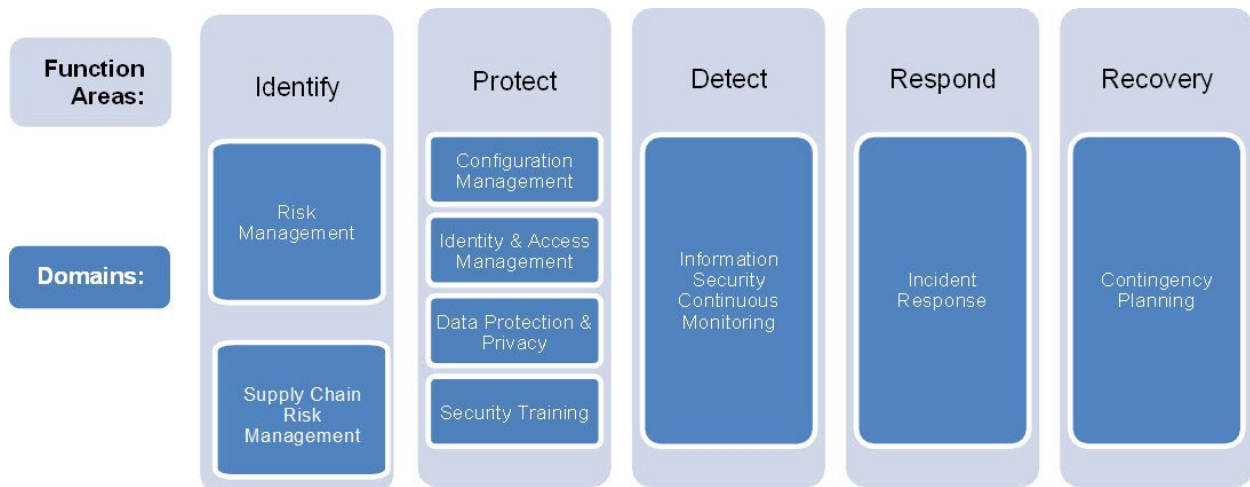 Function
Areas:
Identify
Protect
Detect
Respond
Recovery
Domains:
Risk
Management
Supply Chain
Risk
Management
Configuration
Management
Identity & Access
Management
Data Protection &
Privacy
Security Training
Information
Security
Continuous
Monitoring
Incident
Response
Contingency
Planning